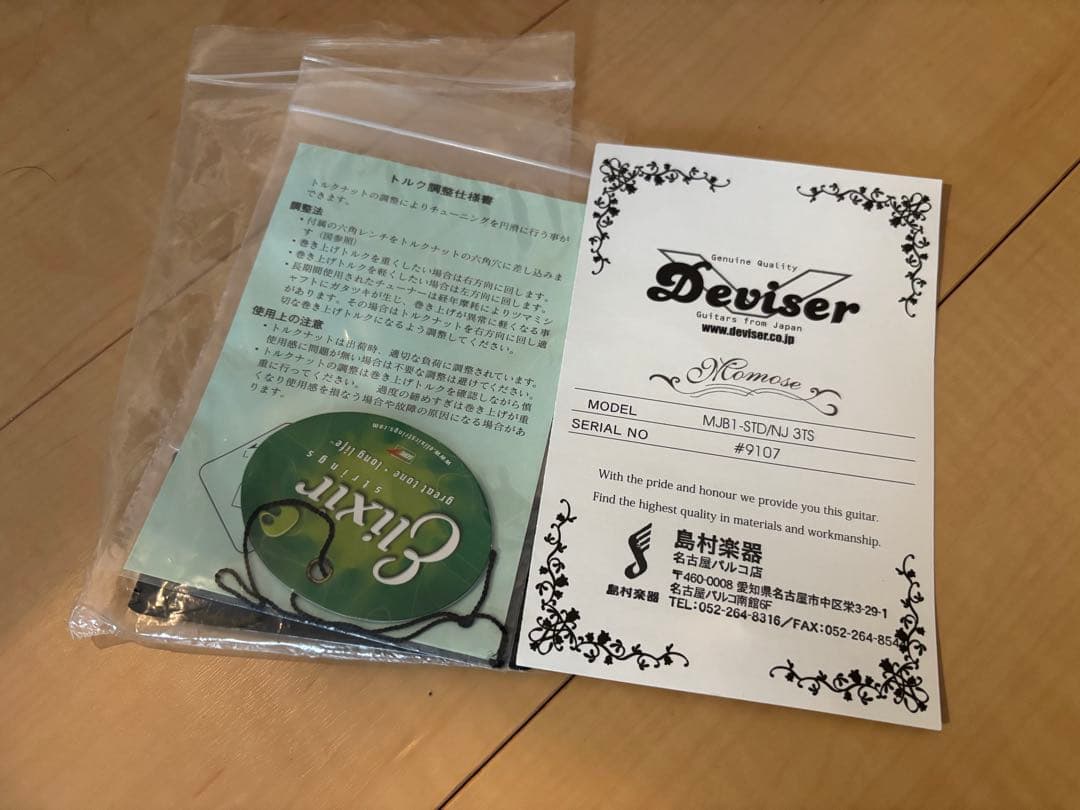 トルク調整仕様書
トルクナットの調整によりチューニングを円滑に行う事が
できます。
調整法
・付属の六角レンチをトルクナットの六角穴に差し込みま
す（図参照）
・巻き上げトルクを重くしたい場合は右方向に回します。
・巻き上げトルクを軽くしたい場合は左方向に回します。
・長期間使用されたチューナーは経年摩耗によりツマミシ
ャフトにガタツキが生じ、巻き上げが異常に軽くなる事
があります。その場合はトルクナットを右方向に回し適
切な巻き上げトルクになるよう調整してください。
使用上の注意
・トルクナットは出荷時、適切な負荷に調整されています。
使用感に問題が無い場合は不要な調整は避けてください。
・トルクナットの調整は巻き上げトルクを確認しながら慎
重に行ってください。 過度の締めすぎは巻き上げが重
くなり使用感を損なう場合や故障の原因になる場合があ
ります。
Elixir
strings
great tone • long life™
www.elixirstrings.com
Genuine Quality
Deviser
Guitars from Japan
www.deviser.co.jp
Momose
MODEL MJB1-STD/NJ 3TS
SERIAL NO #9107
With the pride and honour we provide you this guitar.
Find the highest quality in materials and workmanship.
島村楽器
島村楽器
名古屋パルコ店
〒460-0008 愛知県名古屋市中区栄3-29-1
名古屋パルコ南館6F
TEL:052-264-8316／FAX:052-264-854